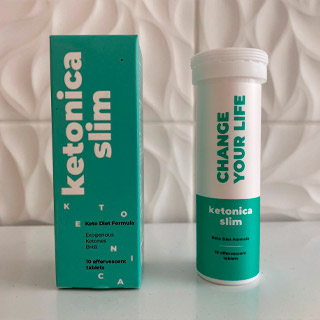 ketonica
slim
K
E T O
N I
C A
Keto Diet Formula
Exogenous
Ketones
BHB
10 effervescent
tablets
CHANGE
YOUR LIFE
ketonica
slim
Keto Diet Formula
10 effervescent
tablets